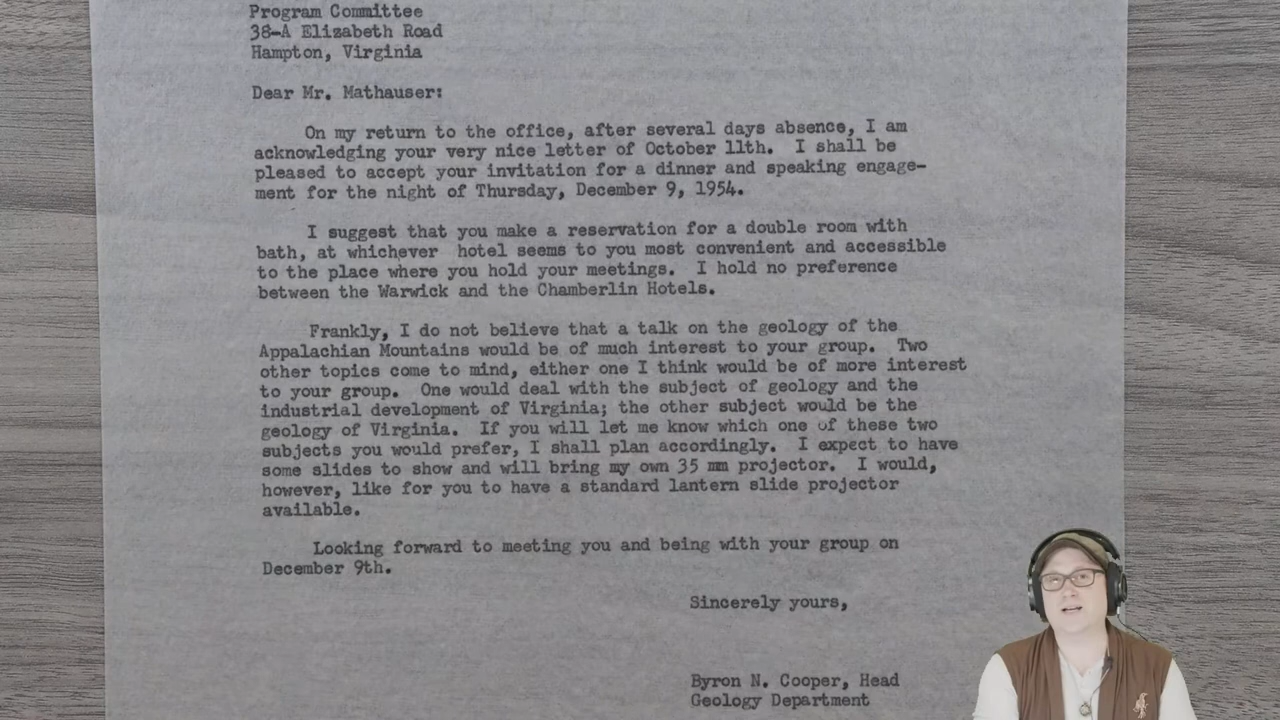 Program Committee
38-A Elizabeth Road
Hampton, Virginia
Dear Mr. Mathauser:
On my return to the office, after several days absence, I am
acknowledging your very nice letter of October 11th.  I shall be
pleased to accept your invitation for a dinner and speaking engage-
ment for the night of Thursday, December 9, 1954.
I suggest that you make a reservation for a double room with
bath, at whichever  hotel seems to you most convenient and accessible
to the place where you hold your meetings.  I hold no preference
between the Warwick and the Chamberlin Hotels.
Frankly, I do not believe that a talk on the geology of the
Appalachian Mountains would be of much interest to your group.  Two
other topics come to mind, either one I think would be of more interest
to your group.  One would deal with the subject of geology and the
industrial development of Virginia; the other subject would be the
geology of Virginia.  If you will let me know which one of these two
subjects you would prefer, I shall plan accordingly.  I expect to have
some slides to show and will bring my own 35 mm projector.  I would,
however, like for you to have a standard lantern slide projector
available.
Looking forward to meeting you and being with your group on
December 9th.
Sincerely yours,
Byron N. Cooper, Head
Geology Department